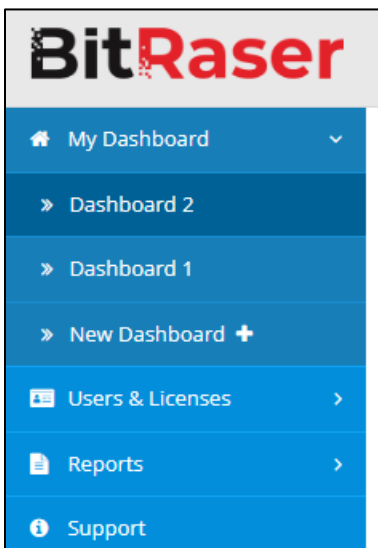 BitRaser
My Dashboard
Dashboard 2
Dashboard 1
New Dashboard
Users & Licenses
Reports
Support